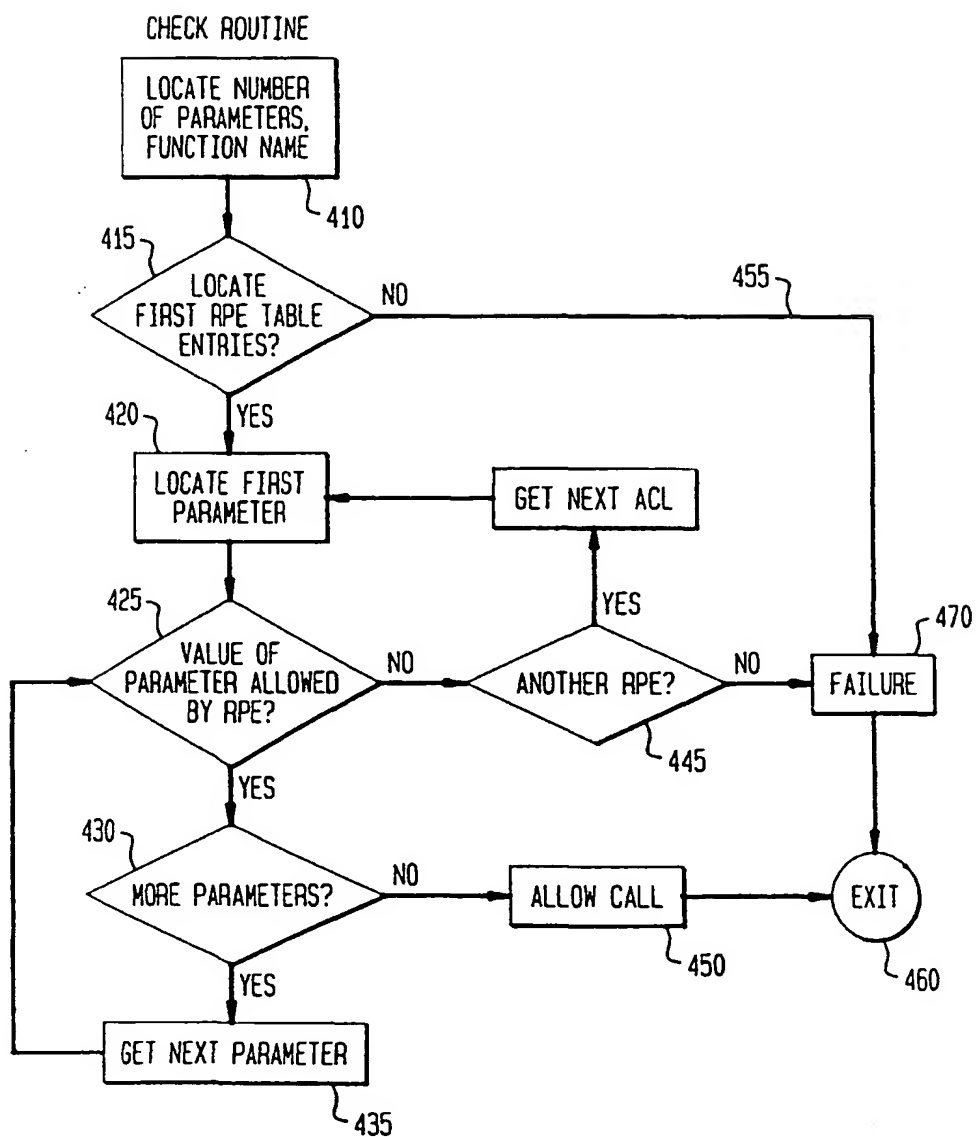 CHECK ROUTINE
LOCATE NUMBER
OF PARAMETERS,
FUNCTION NAME
410
415
LOCATE
FIRST RPE TABLE
ENTRIES?
NO
455
YES
420
LOCATE FIRST
PARAMETER
GET NEXT ACL
YES
425
VALUE OF
PARAMETER ALLOWED
BY RPE?
NO
ANOTHER RPE?
445
NO
470
FAILURE
YES
430
MORE PARAMETERS?
NO
ALLOW CALL
450
EXIT
460
YES
GET NEXT PARAMETER
435